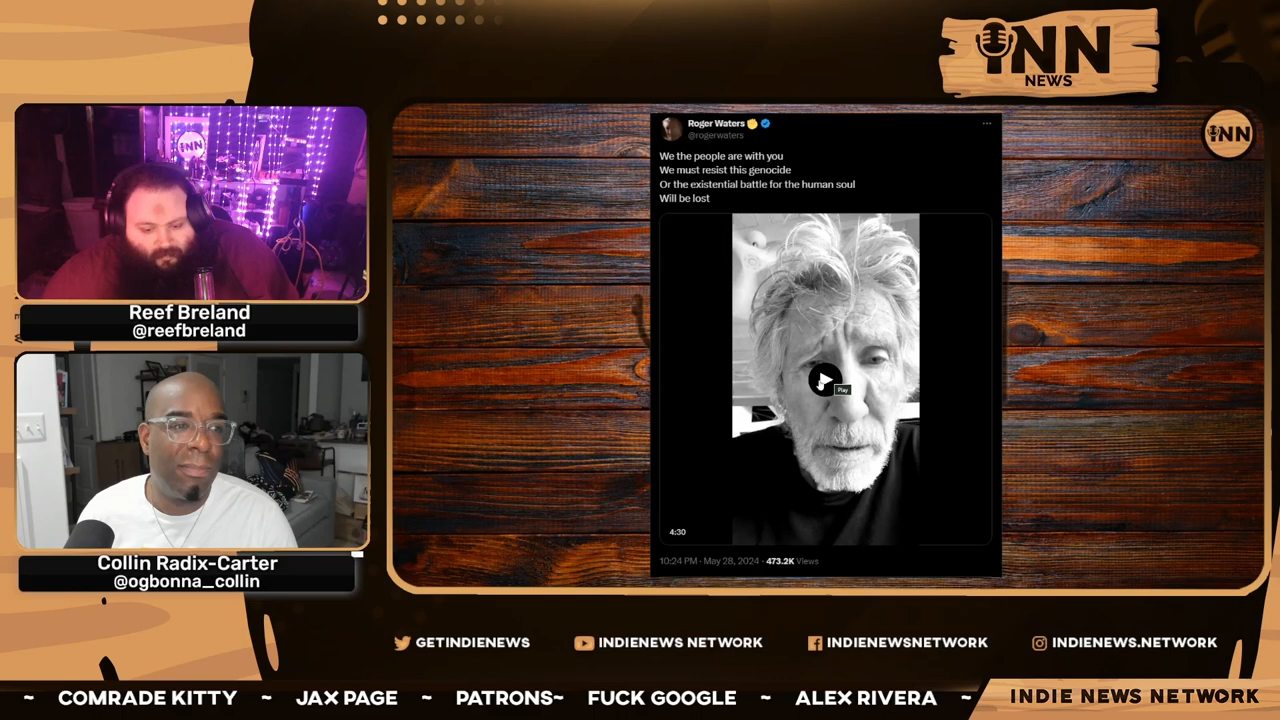 INN
NEWS
INN
INN
Roger Waters
@rogerwaters
We the people are with you
We must resist this genocide
Or the existential battle for the human soul
Will be lost
Play
4:30
10:24 PM · May 28, 2024 · 473.2K Views
Reef Breland
@reefbreland
Collin Radix-Carter
@ogbonna_collin
GETINDIENEWS
INDIENEWS NETWORK
INDIENEWSNETWORK
INDIENEWS.NETWORK
~ COMRADE KITTY ~ JAX PAGE ~ PATRONS~ FUCK GOOGLE ~ ALEX RIVERA ~
INDIE NEWS NETWORK